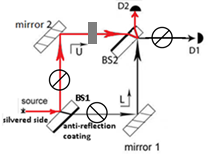 D2
mirror 2
U
BS2
D1
source
BS1
L
silvered side
anti-reflection
coating
mirror 1